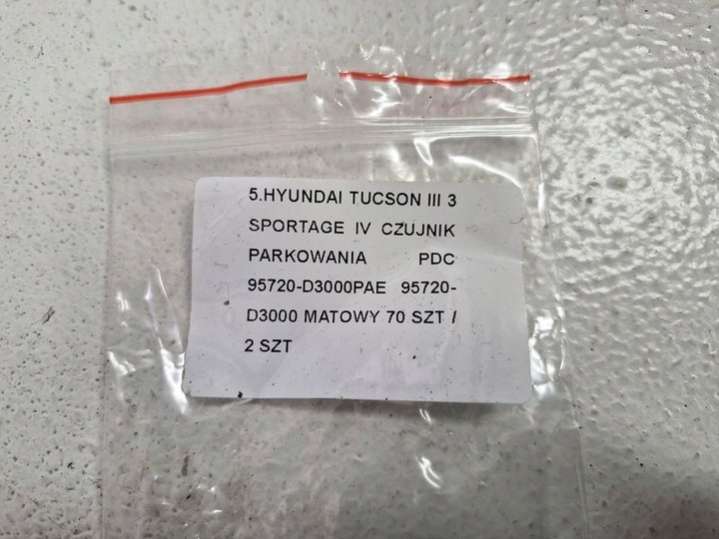 5.HYUNDAI TUCSON III 3
SPORTAGE IV CZUJNIK
PARKOWANIA PDC
95720-D3000PAE 95720-
D3000 MATOWY 70 SZT /
2 SZT